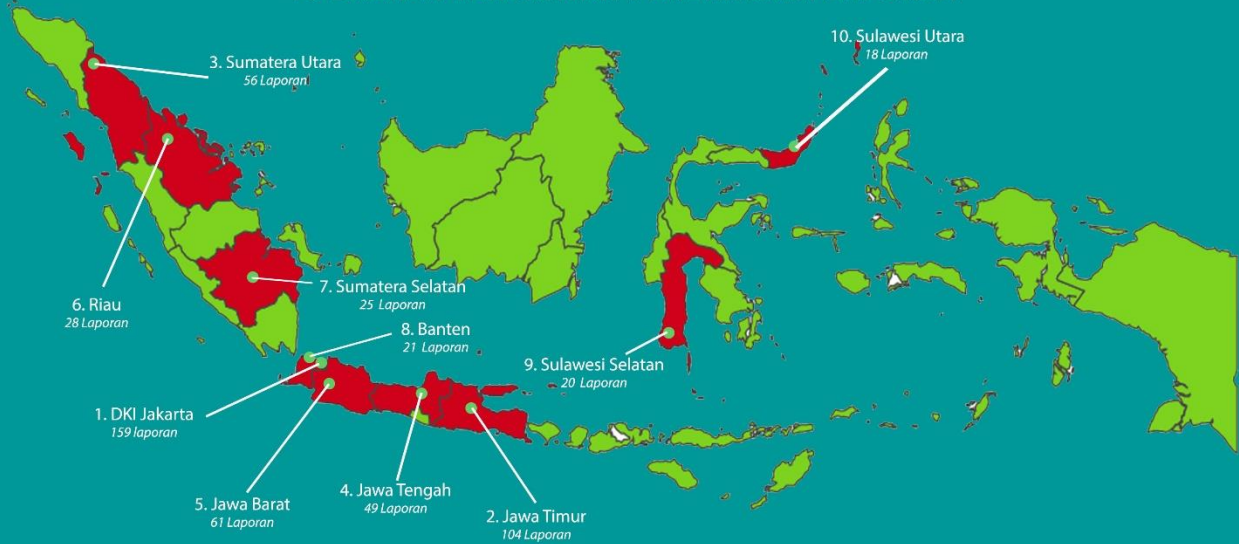 10. Sulawesi Utara
18 Laporan
3. Sumatera Utara
56 Laporan
6. Riau
28 Laporan
7. Sumatera Selatan
25 Laporan
8. Banten
21 Laporan
9. Sulawesi Selatan
20 Laporan
1. DKI Jakarta
159 laporan
5. Jawa Barat
61 Laporan
4. Jawa Tengah
49 Laporan
2. Jawa Timur
104 Laporan